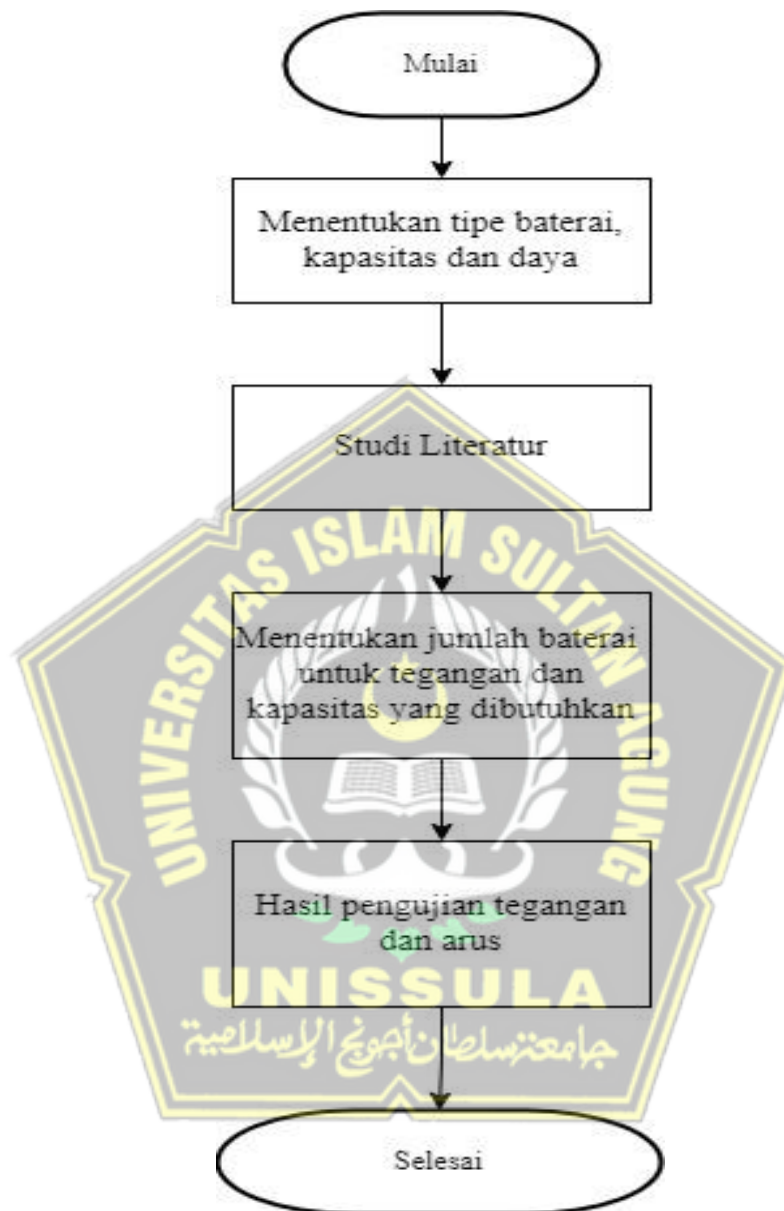 Mulai
Menentukan tipe baterai,
kapasitas dan daya
Studi Literatur
UNIVERSITAS ISLAM SULTAN AGUNG
Menentukan jumlah baterai
untuk tegangan dan
kapasitas yang dibutuhkan
Hasil pengujian tegangan
dan arus
UNISSULA
جامعة سلطان أجونج الإسلامية
Selesai